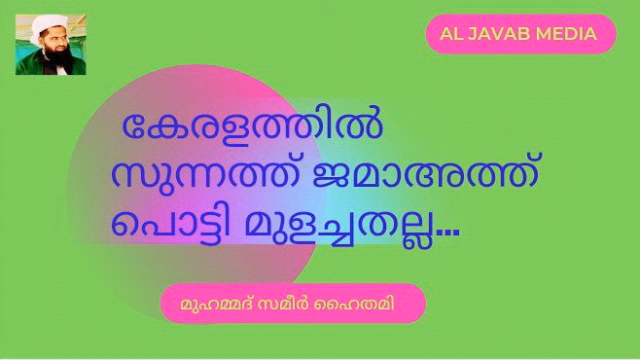 AL JAVAB MEDIA
കേരളത്തിൽ
സുന്നത്ത് ജമാഅത്ത്
പൊട്ടി മുളച്ചതല്ല...
മുഹമ്മദ് സമീർ ഹൈതമി